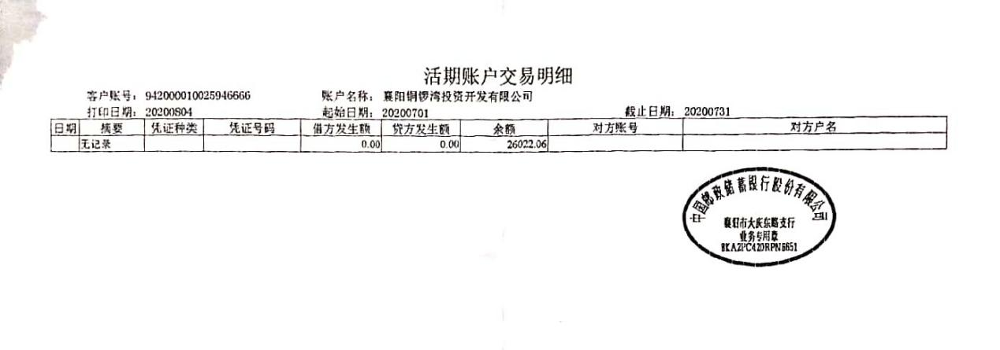 活期账户交易明细
客户账号: 942000010025946666 账户名称: 襄阳铜锣湾投资开发有限公司
打印日期: 20200804 起始日期: 20200701 截止日期: 20200731
日期 摘要 凭证种类 凭证号码 借方发生额 贷方发生额 余额 对方账号 对方户名
无记录 0.00 0.00 26022.06
中国邮政储蓄银行股份有限公司
襄阳市大庆东路支行
业务专用章